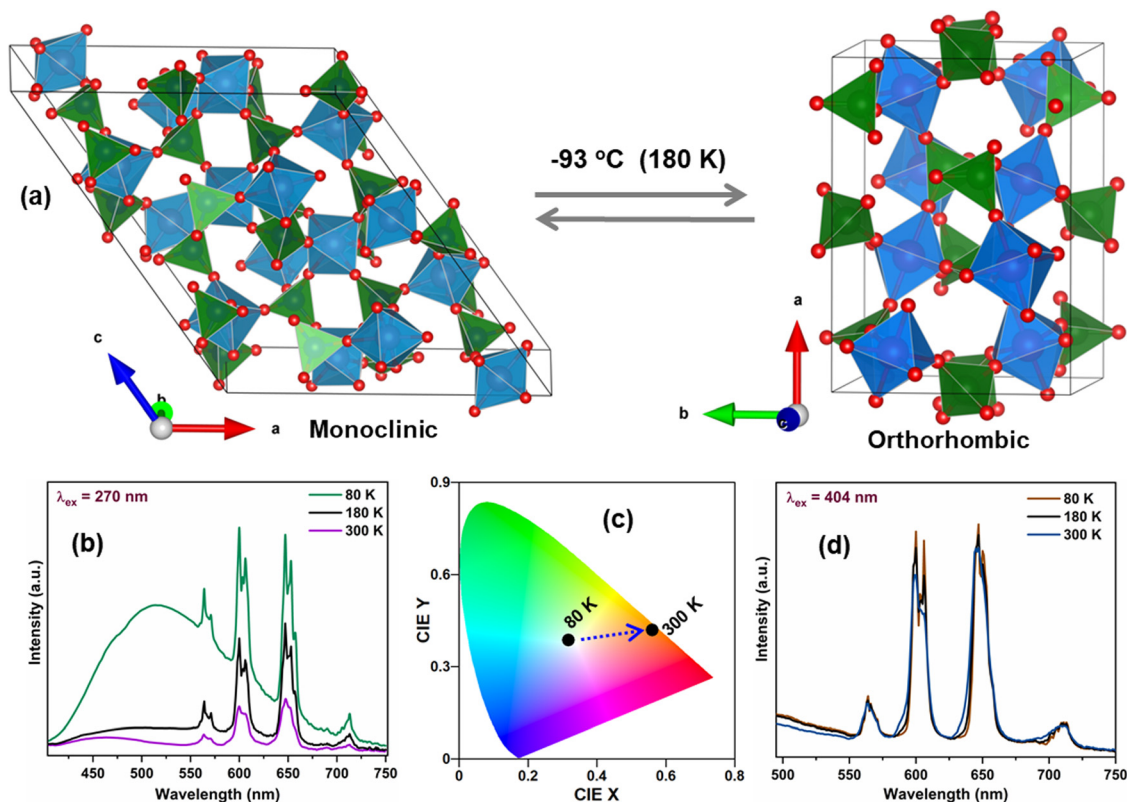 (a)
-93 °C (180 K)
c
b
a
Monoclinic
a
b
c
Orthorhombic
λex = 270 nm
(b)
80 K
180 K
300 K
Intensity (a.u.)
450 500 550 600 650 700 750
Wavelength (nm)
(c)
0.9
0.6
0.3
0
CIE Y
80 K
300 K
0 0.2 0.4 0.6 0.8
CIE X
λex = 404 nm
(d)
80 K
180 K
300 K
Intensity (a.u.)
500 550 600 650 700 750
Wavelength (nm)